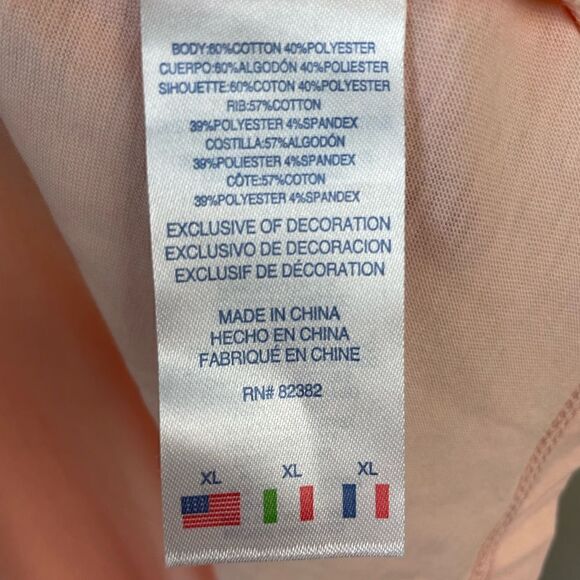 BODY:60%COTTON 40%POLYESTER
CUERPO:60%ALGODÓN 40%POLIESTER
SIHOUETTE:60%COTON 40%POLYESTER
RIB:57%COTTON
39%POLYESTER 4%SPANDEX
COSTILLA:57%ALGODÓN
39%POLIESTER 4%SPANDEX
CÔTE:57%COTON
39%POLYESTER 4%SPANDEX
EXCLUSIVE OF DECORATION
EXCLUSIVO DE DECORACION
EXCLUSIF DE DÉCORATION
MADE IN CHINA
HECHO EN CHINA
FABRIQUÉ EN CHINE
RN# 82382
XL XL XL